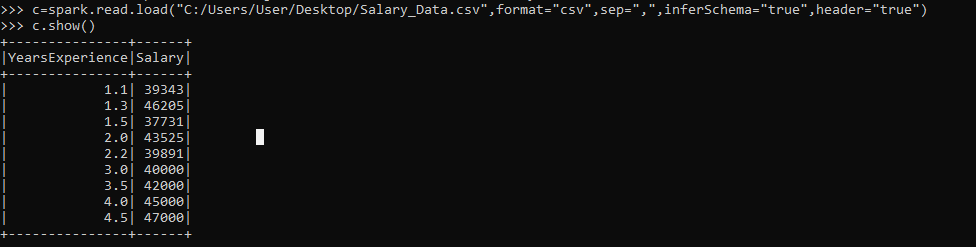 >>> c=spark.read.load("C:/Users/User/Desktop/Salary_Data.csv",format="csv",sep=",",inferSchema="true",header="true")
>>> c.show()
+---------------+------+
|YearsExperience|Salary|
+---------------+------+
|            1.1| 39343|
|            1.3| 46205|
|            1.5| 37731|
|            2.0| 43525|
|            2.2| 39891|
|            3.0| 40000|
|            3.5| 42000|
|            4.0| 45000|
|            4.5| 47000|
+---------------+------+